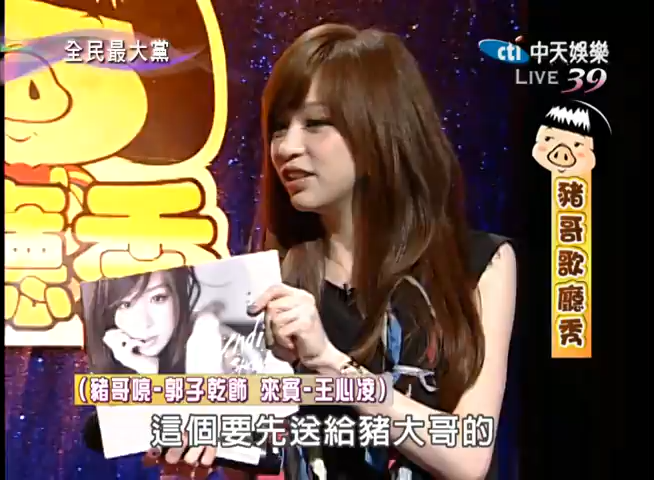 全民最大黨
cti 中天娛樂
LIVE 39
豬哥歌廳秀
秀
(豬哥哴-郭子乾飾 來賓-王心凌)
這個要先送給豬大哥的